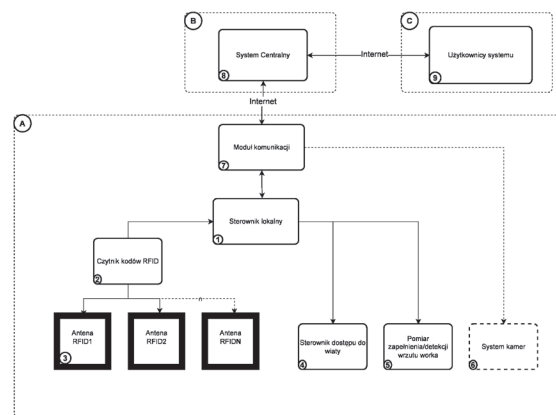 B
System Centralny
8
Internet
C
Użytkownicy systemu
9
Internet
A
Moduł komunikacji
7
Sterownik lokalny
1
Czytnik kodów RFID
2
n
Antena
RFID1
3
Antena
RFID2
Antena
RFIDN
Sterownik dostępu do
wiaty
4
Pomiar
zapełnienia/detekcji
wrzutu worka
5
System kamer
6